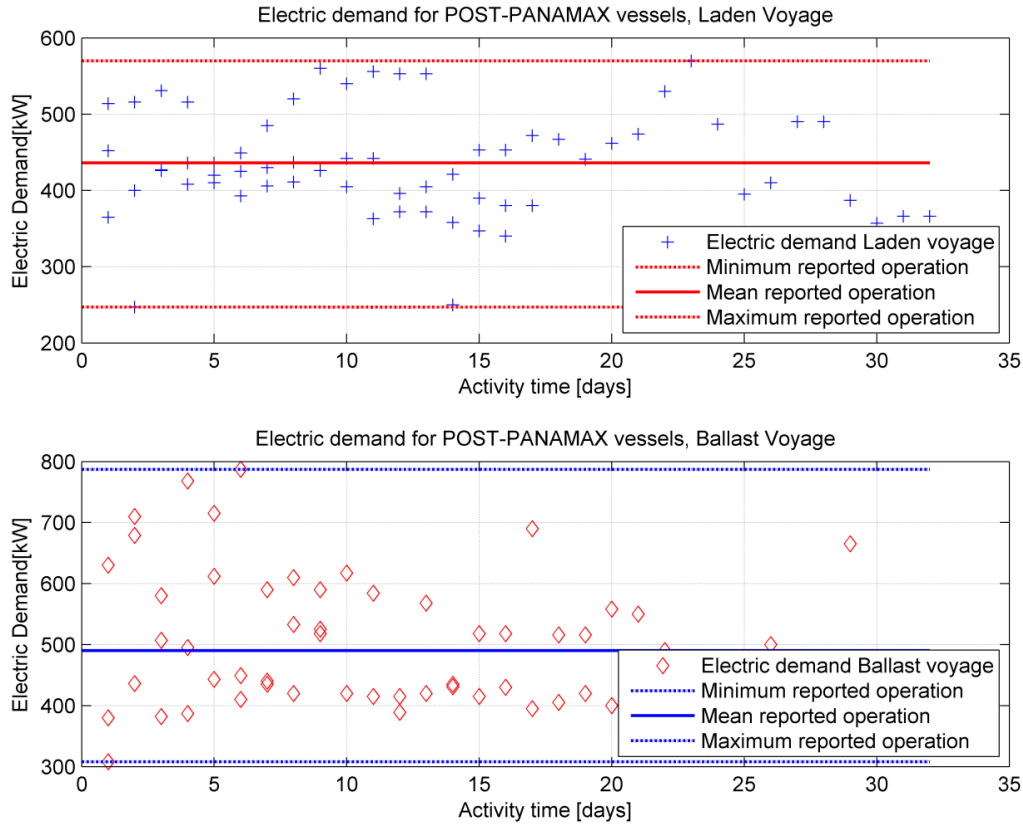 Electric demand for POST-PANAMAX vessels, Laden Voyage
600
500
400
300
200
Electric Demand[kW]
Electric demand Laden voyage
Minimum reported operation
Mean reported operation
Maximum reported operation
0 5 10 15 20 25 30 35
Activity time [days]
Electric demand for POST-PANAMAX vessels, Ballast Voyage
800
700
600
500
400
300
Electric Demand[kW]
Electric demand Ballast voyage
Minimum reported operation
Mean reported operation
Maximum reported operation
0 5 10 15 20 25 30 35
Activity time [days]